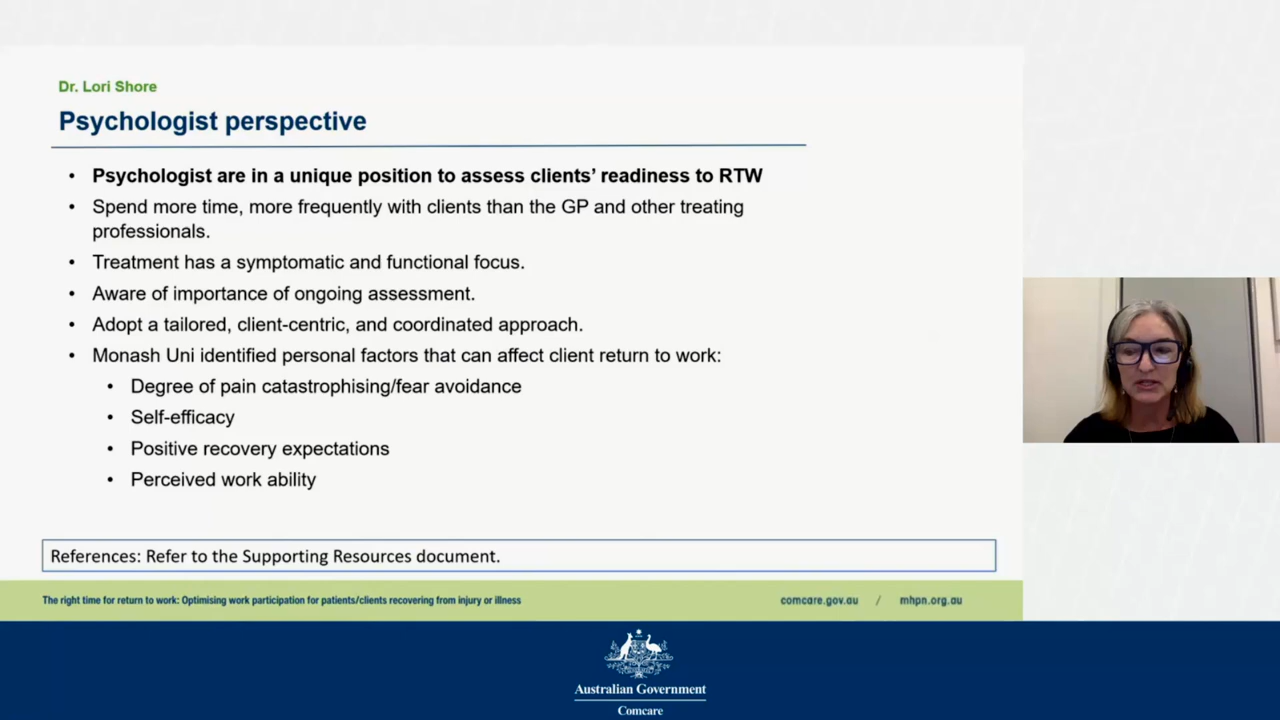 Dr. Lori Shore
Psychologist perspective
• Psychologist are in a unique position to assess clients’ readiness to RTW
• Spend more time, more frequently with clients than the GP and other treating
professionals.
• Treatment has a symptomatic and functional focus.
• Aware of importance of ongoing assessment.
• Adopt a tailored, client-centric, and coordinated approach.
• Monash Uni identified personal factors that can affect client return to work:
• Degree of pain catastrophising/fear avoidance
• Self-efficacy
• Positive recovery expectations
• Perceived work ability
References: Refer to the Supporting Resources document.
The right time for return to work: Optimising work participation for patients/clients recovering from injury or illness
comcare.gov.au / mhpn.org.au
Australian Government
Comcare